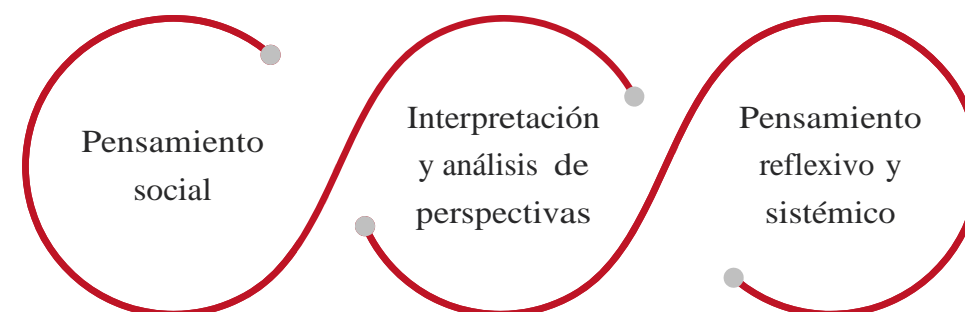 Pensamiento
social
Interpretación
y análisis de
perspectivas
Pensamiento
reflexivo y
sistémico